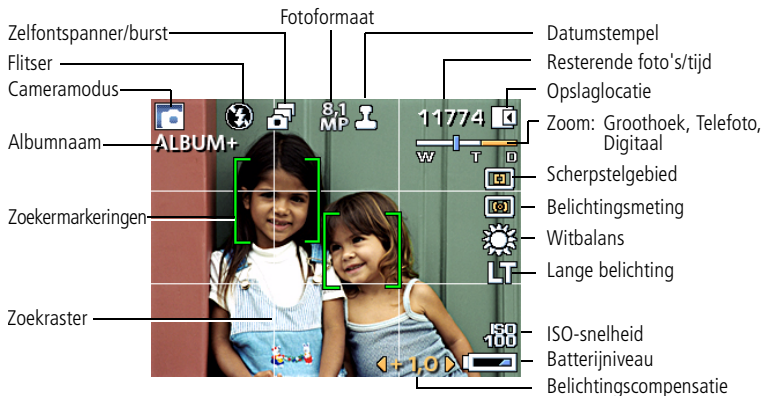 Fotoformaat
Zelfontspanner/burst
Flitser
Cameramodus
Albumnaam
Zoekermarkeringen
Zoekraster
Datumstempel
Resterende foto's/tijd
Opslaglocatie
Zoom: Groothoek, Telefoto,
Digitaal
Scherpstelgebied
Belichtingsmeting
Witbalans
Lange belichting
ISO-snelheid
Batterijniveau
Belichtingscompensatie
8,1
MP
11774
ALBUM+
W T D
LT
ISO
100
+1,0